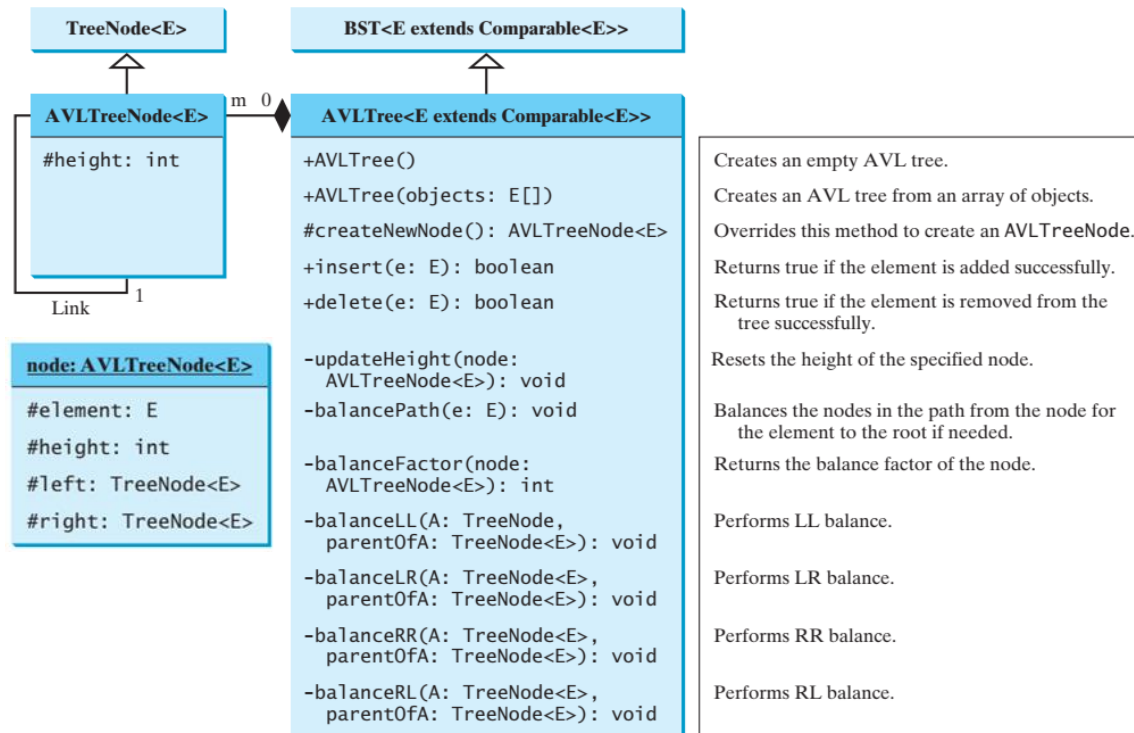 TreeNode<E>
BST<E extends Comparable<E>>
m 0
AVLTreeNode<E>
#height: int
1
Link
node: AVLTreeNode<E>
#element: E
#height: int
#left: TreeNode<E>
#right: TreeNode<E>
AVLTree<E extends Comparable<E>>
+AVLTree()
Creates an empty AVL tree.
+AVLTree(objects: E[])
Creates an AVL tree from an array of objects.
#createNewNode(): AVLTreeNode<E>
Overrides this method to create an AVLTreeNode.
+insert(e: E): boolean
Returns true if the element is added successfully.
+delete(e: E): boolean
Returns true if the element is removed from the
tree successfully.
-updateHeight(node:
AVLTreeNode<E>): void
Resets the height of the specified node.
-balancePath(e: E): void
Balances the nodes in the path from the node for
the element to the root if needed.
-balanceFactor(node:
AVLTreeNode<E>): int
Returns the balance factor of the node.
-balanceLL(A: TreeNode,
parentOfA: TreeNode<E>): void
Performs LL balance.
-balanceLR(A: TreeNode<E>,
parentOfA: TreeNode<E>): void
Performs LR balance.
-balanceRR(A: TreeNode<E>,
parentOfA: TreeNode<E>): void
Performs RR balance.
-balanceRL(A: TreeNode<E>,
parentOfA: TreeNode<E>): void
Performs RL balance.